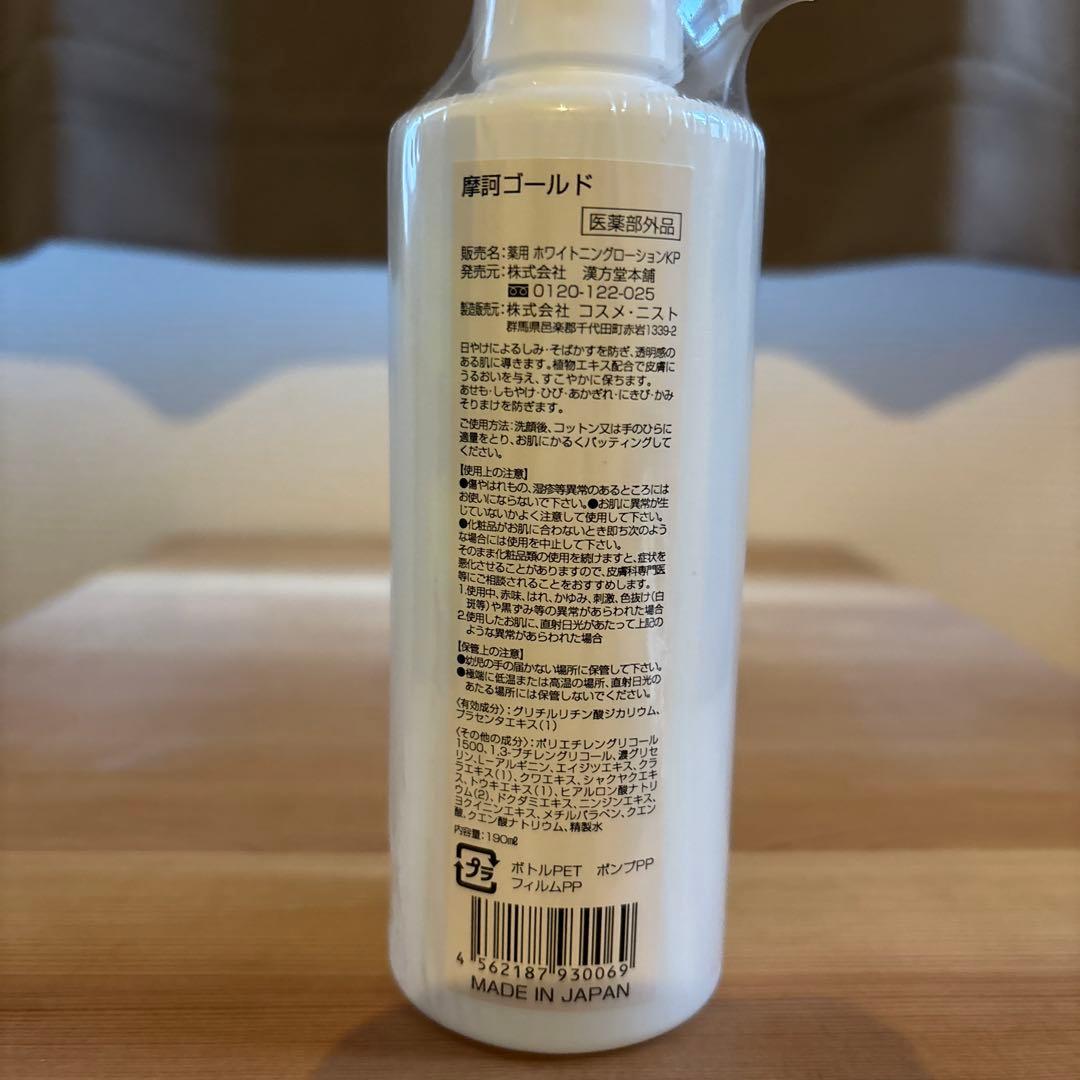 摩訶ゴールド
医薬部外品
販売名:薬用 ホワイトニングローションKP
発売元:株式会社 漢方堂本舗
0120-122-025
製造販売元:株式会社 コスメ・ニスト
群馬県邑楽郡千代田町赤岩1339-2
日やけによるしみ・そばかすを防ぎ、透明感の
ある肌に導きます。植物エキス配合で皮膚に
うるおいを与え、すこやかに保ちます。
あせも・しもやけ・ひび・あかぎれ・にきび・かみ
そりまけを防ぎます。
ご使用方法:洗顔後、コットン又は手のひらに
適量をとり、お肌にかるくパッティングして
ください。
【使用上の注意】
●傷やはれもの、湿疹等異常のあるところには
お使いにならないで下さい。●お肌に異常が生
じていないかよく注意して使用して下さい。
●化粧品がお肌に合わないとき即ち次のよう
な場合には使用を中止して下さい。
そのまま化粧品類の使用を続けますと、症状を
悪化させることがありますので、皮膚科専門医
等にご相談されることをおすすめします。
1.使用中、赤味、はれ、かゆみ、刺激、色抜け(白
斑等)や黒ずみ等の異常があらわれた場合
2.使用したお肌に、直射日光があたって上記の
ような異常があらわれた場合
【保管上の注意】
●幼児の手の届かない場所に保管して下さい。
●極端に低温または高温の場所、直射日光の
あたる場所には保管しないでください。
〈有効成分〉:グリチルリチン酸ジカリウム、
プラセンタエキス(1)
〈その他の成分〉:ポリエチレングリコール
1500、1,3-ブチレングリコール、濃グリセ
リン、L-アルギニン、エイジツエキス、クラ
ラエキス(1)、クワエキス、シャクヤクエキ
ス、トウキエキス(1)、ヒアルロン酸ナトリ
ウム(2)、ドクダミエキス、ニンジンエキス、
ヨクイニンエキス、メチルパラベン、クエン
酸、クエン酸ナトリウム、精製水
内容量:190㎖
プラ
ボトルPET ポンプPP
フィルムPP
4 562187 930069
MADE IN JAPAN